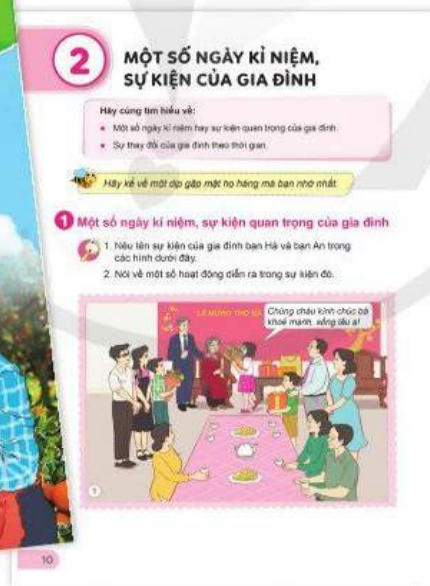 2
MỘT SỐ NGÀY KỈ NIỆM,
SỰ KIỆN CỦA GIA ĐÌNH
Hãy cùng tìm hiểu về:
• Một số ngày kỉ niệm hay sự kiện quan trọng của gia đình.
• Sự thay đổi của gia đình theo thời gian.
Hãy kể về một dịp gặp mặt họ hàng mà bạn nhớ nhất.
1 Một số ngày kỉ niệm, sự kiện quan trọng của gia đình
1. Nêu tên sự kiện của gia đình bạn Hà và bạn An trong
các hình dưới đây.
2. Nói về một số hoạt động diễn ra trong sự kiện đó.
LỄ MỪNG THỌ BÀ
Chúng cháu kính chúc bà
khoẻ mạnh, sống lâu ạ!
1
10